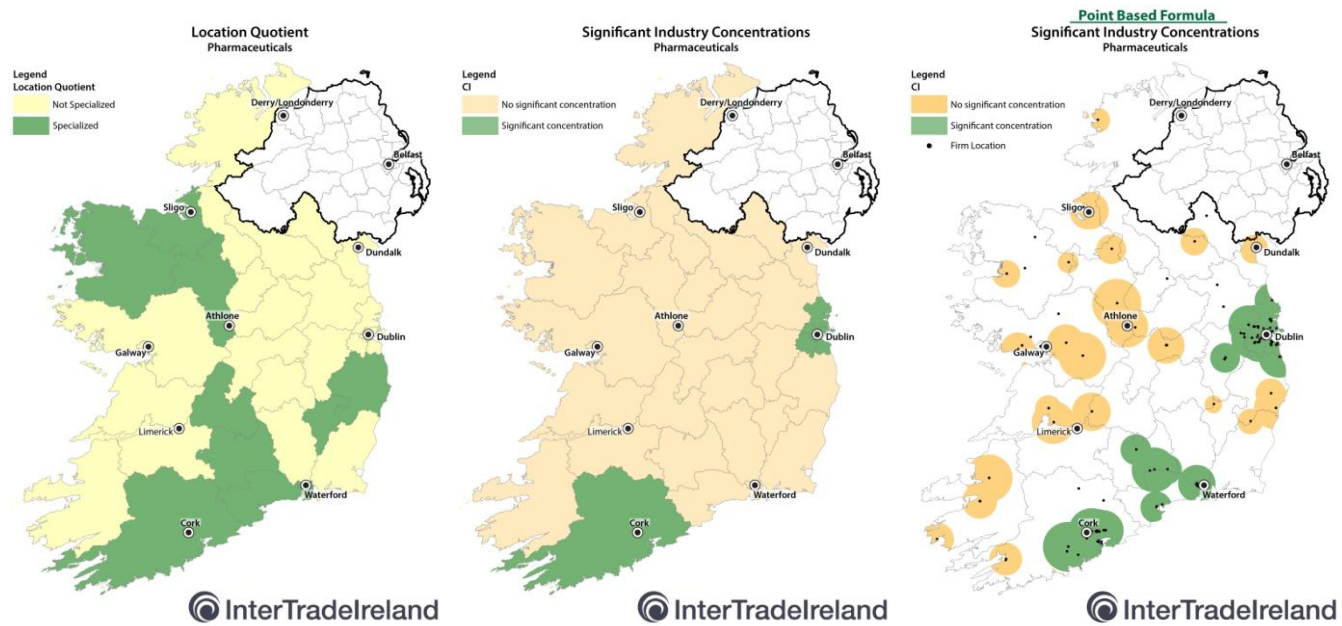 Location Quotient
Pharmaceuticals
Legend
Location Quotient
Not Specialized
Specialized
Derry/Londonderry
Belfast
Sligo
Dundalk
Athlone
Dublin
Galway
Limerick
Waterford
Cork
InterTradeIreland
Significant Industry Concentrations
Pharmaceuticals
Legend
CI
No significant concentration
Significant concentration
Derry/Londonderry
Belfast
Sligo
Dundalk
Athlone
Dublin
Galway
Limerick
Waterford
Cork
InterTradeIreland
Point Based Formula
Significant Industry Concentrations
Pharmaceuticals
Legend
CI
No significant concentration
Significant concentration
Firm Location
Derry/Londonderry
Belfast
Sligo
Dundalk
Athlone
Dublin
Galway
Limerick
Waterford
Cork
InterTradeIreland